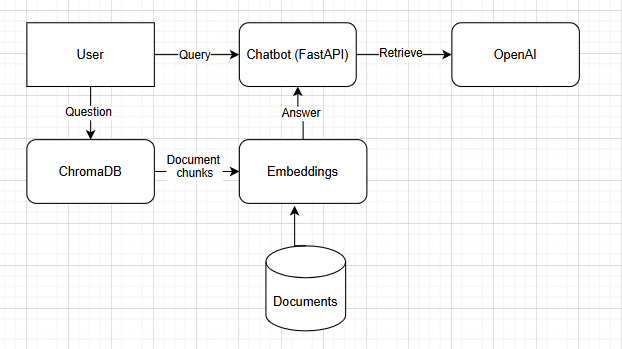 User
Query
Chatbot (FastAPI)
Retrieve
OpenAI
Question
Answer
ChromaDB
Document
chunks
Embeddings
Documents